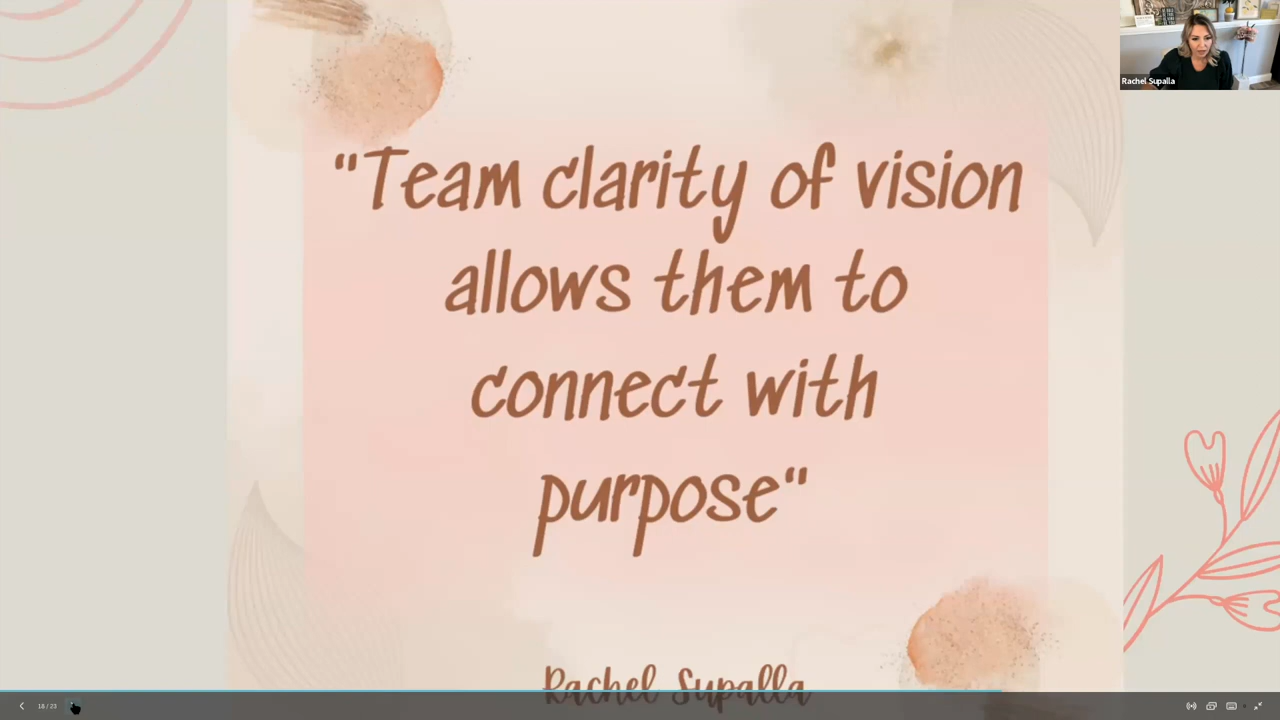 Rachel Supalla
"Team clarity of vision
allows them to
connect with
purpose"
Rachel Supalla
18 / 23